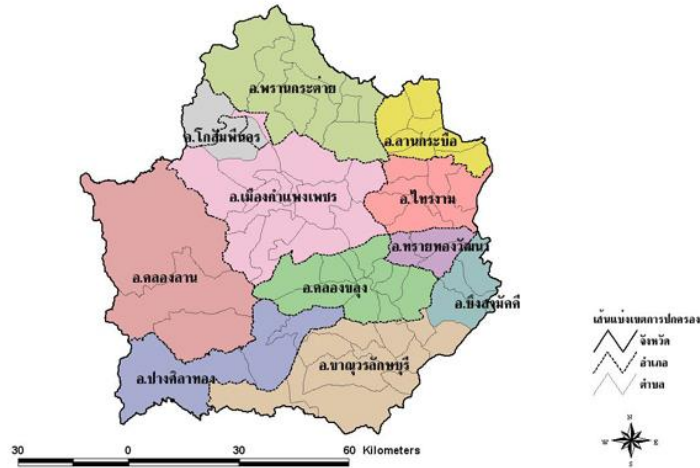 อ.พรานกระต่าย
อ.ลานกระบือ
อ.โกสัมพีนคร
อ.เมืองกำแพงเพชร
อ.ไทรงาม
อ.ทรายทองวัฒนา
อ.คลองลาน
อ.คลองขลุง
อ.บึงสามัคคี
อ.ปางศิลาทอง
อ.ขาณุวรลักษบุรี
เส้นแบ่งเขตการปกครอง
จังหวัด
อำเภอ
ตำบล
N
W E
S
30 0 30 60 Kilometers